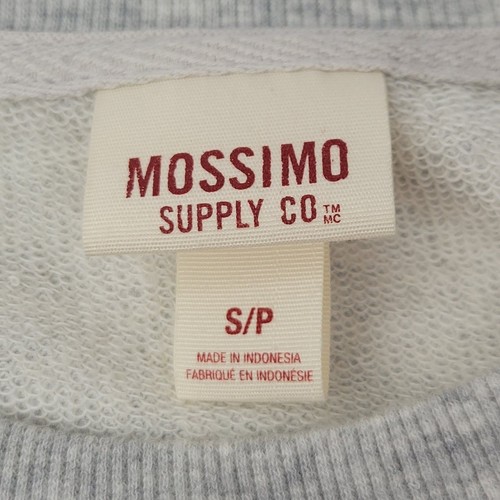 MOSSIMO
SUPPLY CO ™ MC
S/P
MADE IN INDONESIA
FABRIQUÉ EN INDONÉSIE